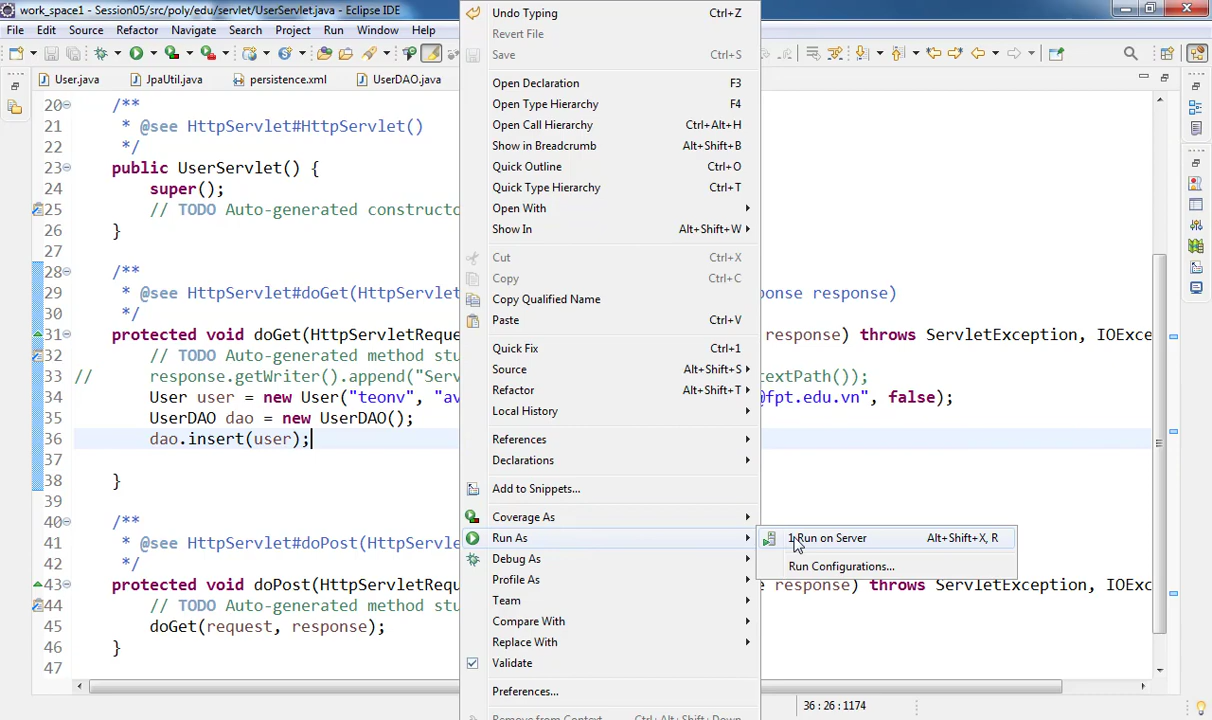 work_space1 - Session05/src/poly/edu/servlet/UserServlet.java - Eclipse IDE
File Edit Source Refactor Navigate Search Project Run Window Help
User.java JpaUtil.java persistence.xml UserDAO.java
20 /**
21 * @see HttpServlet#HttpServlet()
22 */
23 public UserServlet() {
24 super();
25 // TODO Auto-generated constructo
26 }
27
28 /**
29 * @see HttpServlet#doGet(HttpServlet ponse response)
30 */
31 protected void doGet(HttpServletReque response) throws ServletException, IOExce
32 // TODO Auto-generated method stu
33 // response.getWriter().append("Serv textPath());
34 User user = new User("teonv", "av @fpt.edu.vn", false);
35 UserDAO dao = new UserDAO();
36 dao.insert(user);
37
38 }
39
40 /**
41 * @see HttpServlet#doPost(HttpServle sponse response)
42 */
43 protected void doPost(HttpServletRequ response) throws ServletException, IOEx
44 // TODO Auto-generated method stu
45 doGet(request, response);
46 }
47
Undo Typing Ctrl+Z
Revert File
Save Ctrl+S
Open Declaration F3
Open Type Hierarchy F4
Open Call Hierarchy Ctrl+Alt+H
Show in Breadcrumb Alt+Shift+B
Quick Outline Ctrl+O
Quick Type Hierarchy Ctrl+T
Open With
Show In Alt+Shift+W
Cut Ctrl+X
Copy Ctrl+C
Copy Qualified Name
Paste Ctrl+V
Quick Fix Ctrl+1
Source Alt+Shift+S
Refactor Alt+Shift+T
Local History
References
Declarations
Add to Snippets...
Coverage As
Run As
Debug As
Profile As
Team
Compare With
Replace With
Validate
Preferences...
Remove from Context Ctrl+Alt+Shift+Down
1 Run on Server Alt+Shift+X, R
Run Configurations...
36 : 26 : 1174